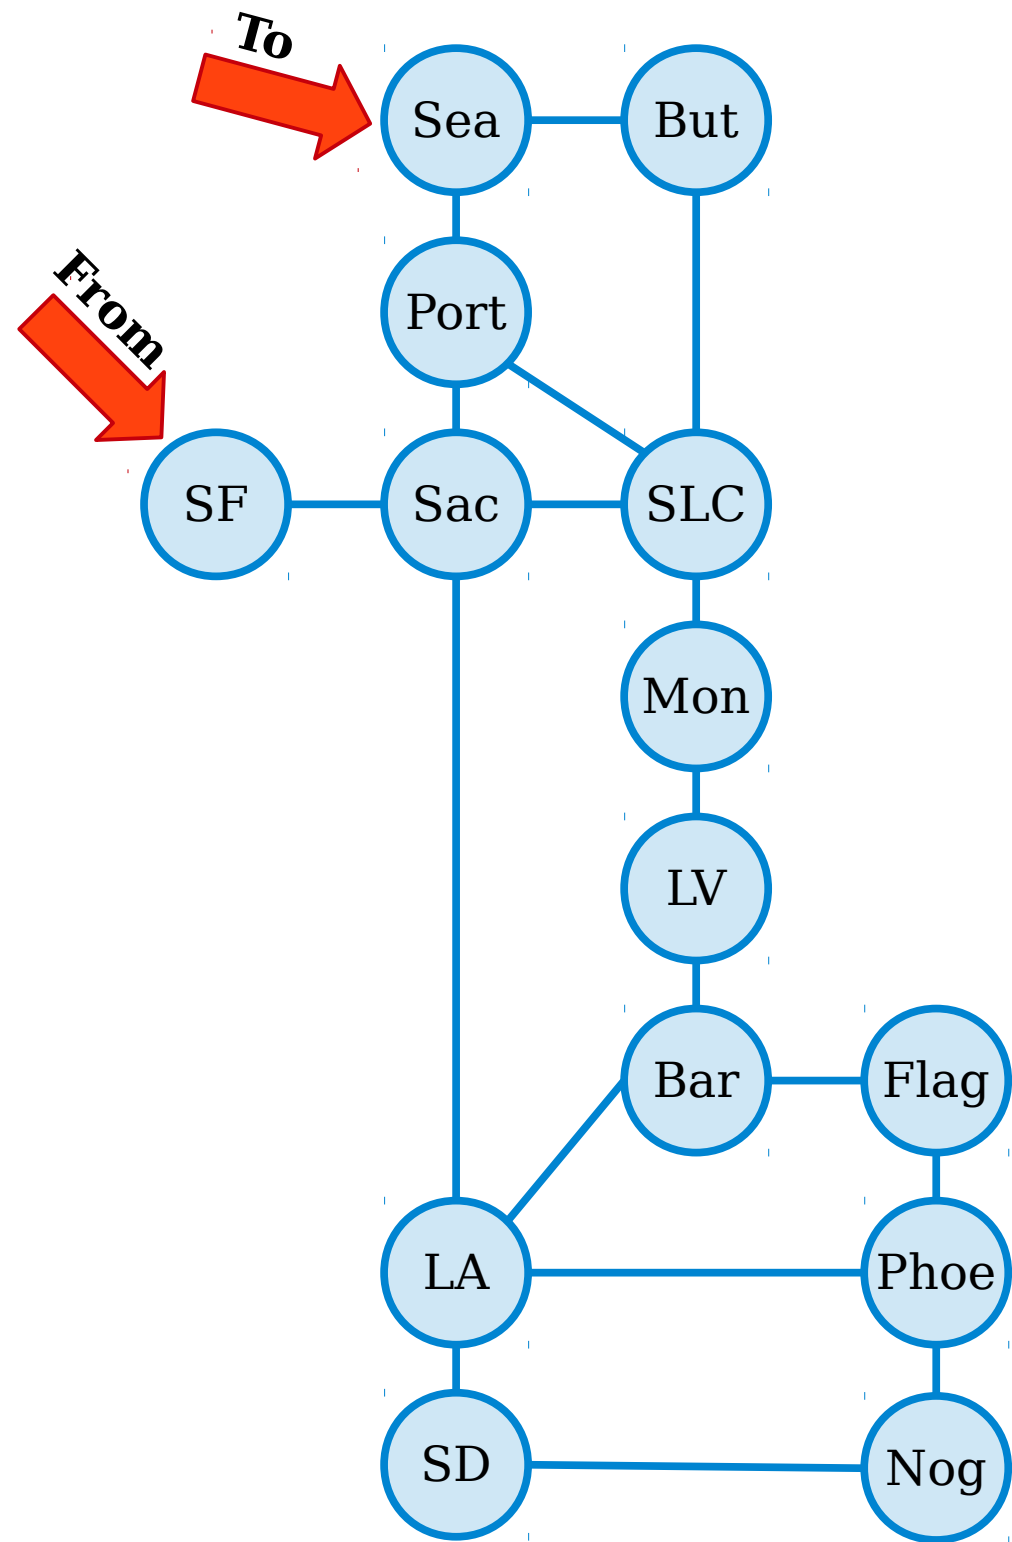 To
Sea
But
From
Port
SF
Sac
SLC
Mon
LV
Bar
Flag
LA
Phoe
SD
Nog